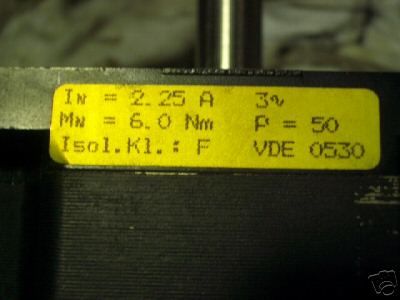 IN = 2.25 A 3~
MN = 6.0 Nm P = 50
Isol.Kl.: F VDE 0530